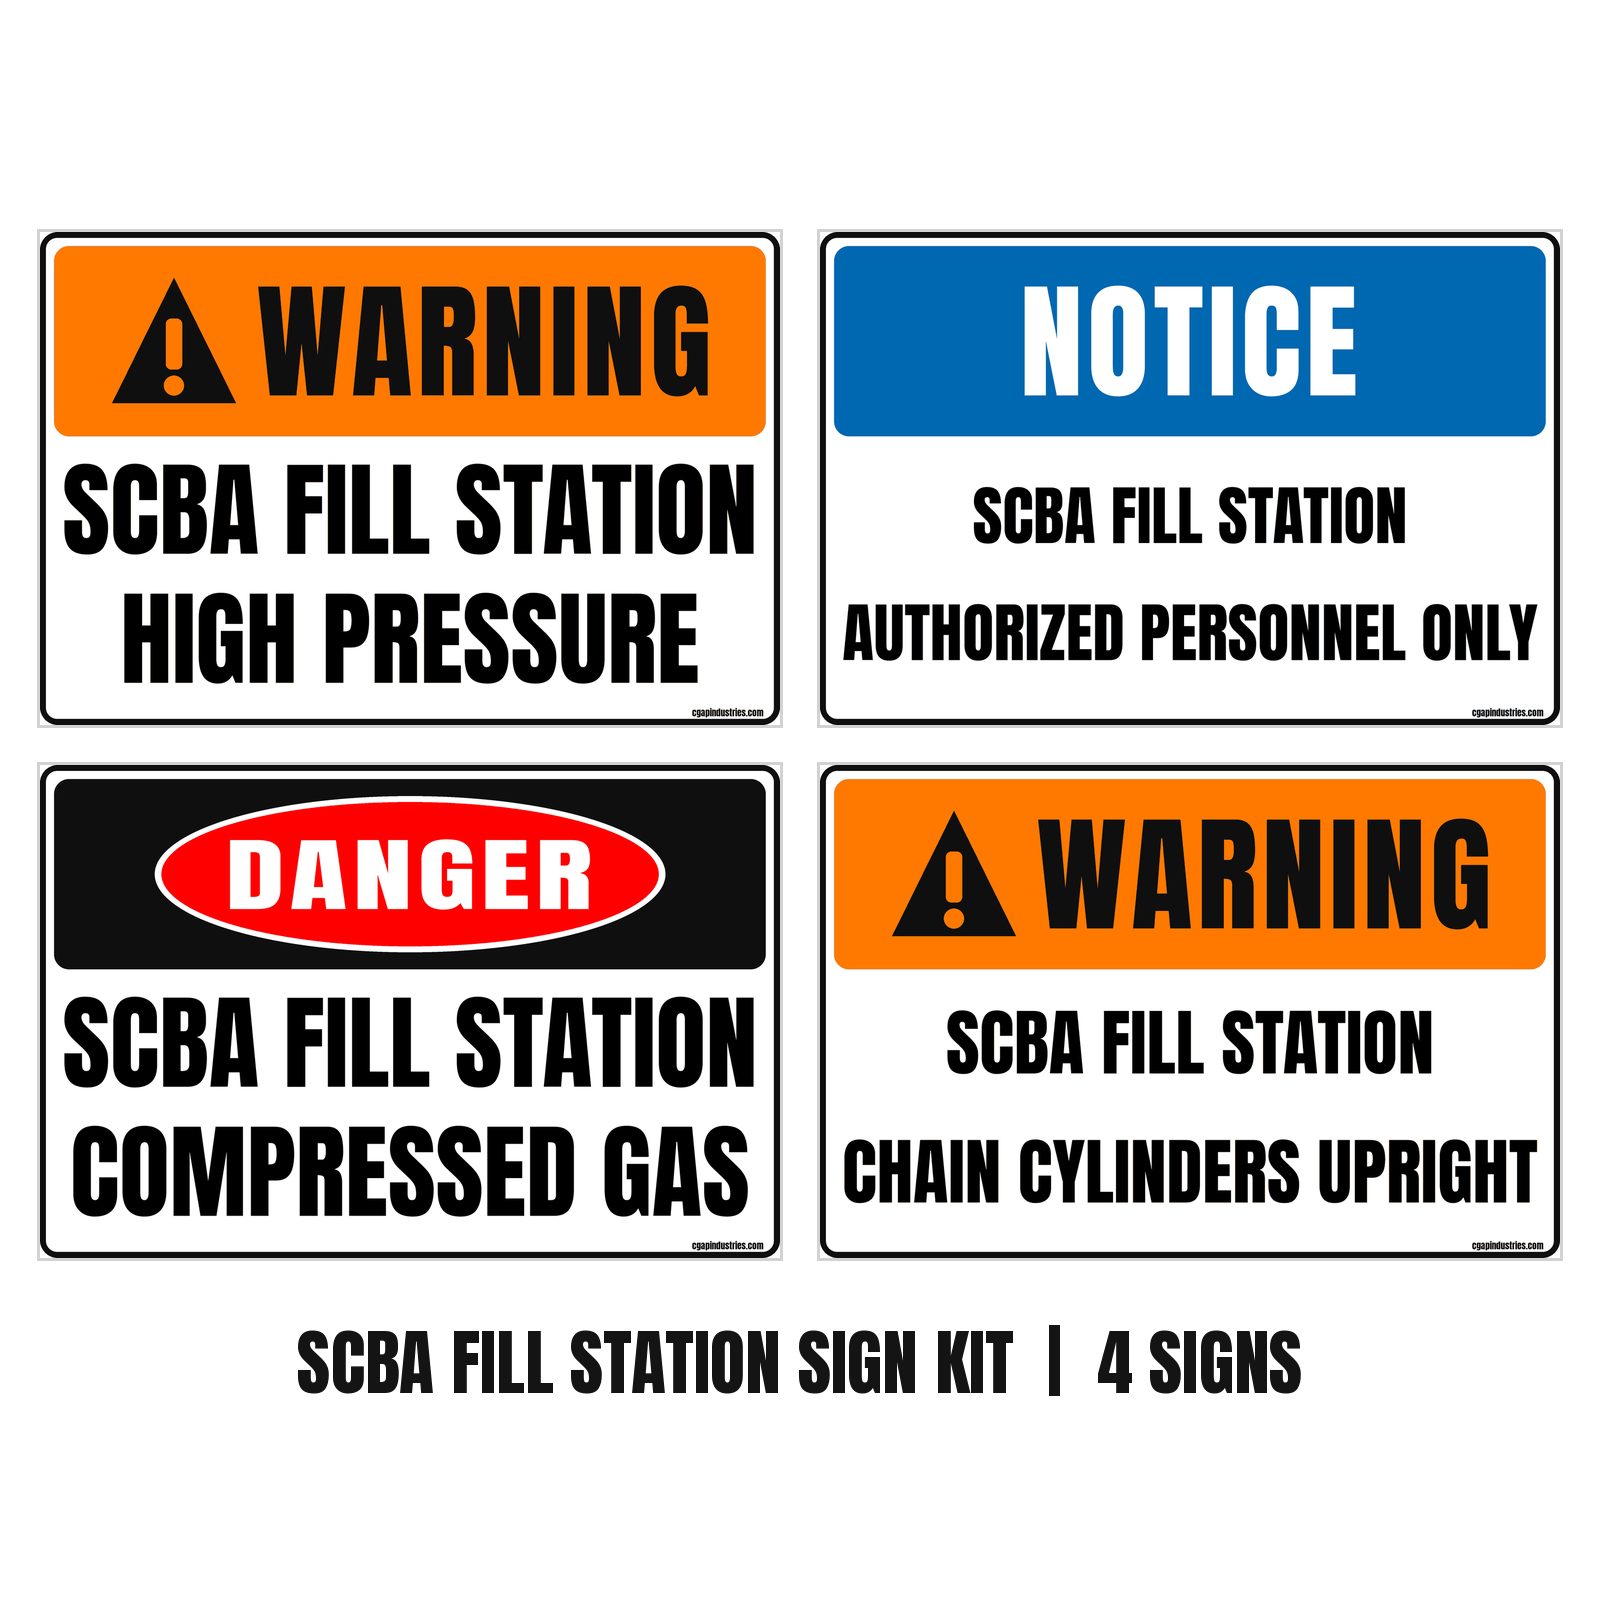 WARNING
SCBA FILL STATION
HIGH PRESSURE
cgapindustries.com
NOTICE
SCBA FILL STATION
AUTHORIZED PERSONNEL ONLY
cgapindustries.com
DANGER
SCBA FILL STATION
COMPRESSED GAS
cgapindustries.com
WARNING
SCBA FILL STATION
CHAIN CYLINDERS UPRIGHT
cgapindustries.com
SCBA FILL STATION SIGN KIT | 4 SIGNS